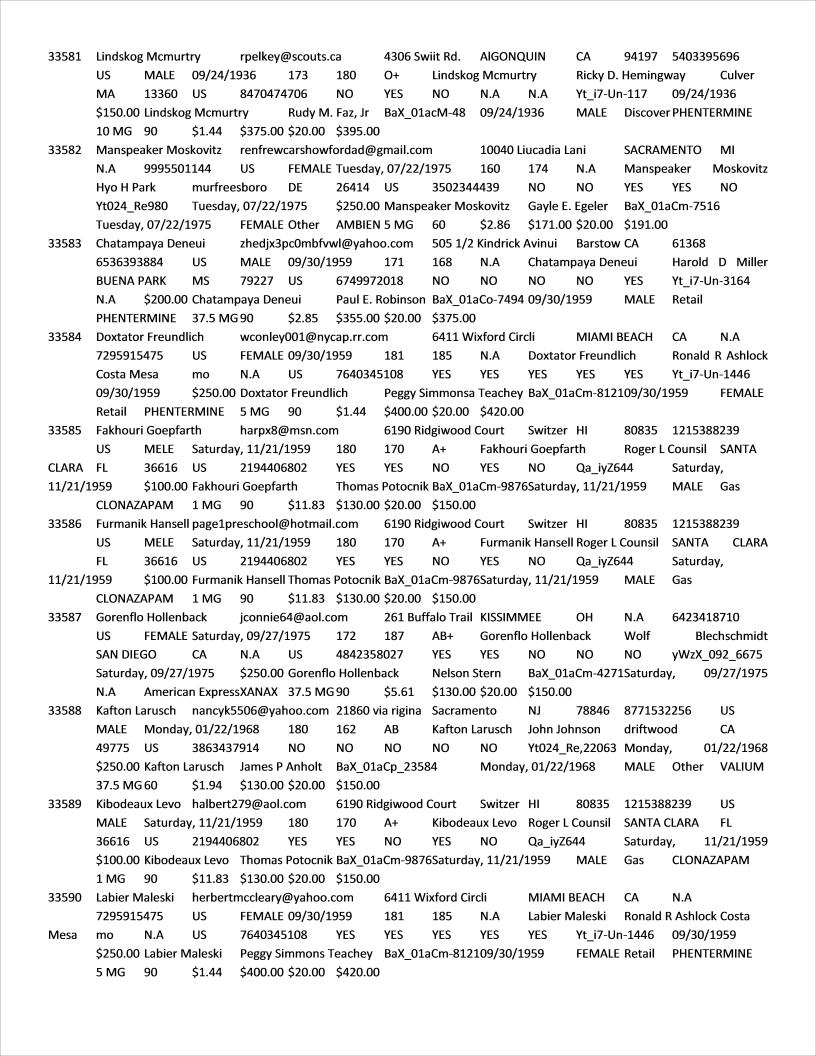 33581 Lindskog Mcmurtry rpelkey@scouts.ca 4306 Swiit Rd. AlGONQUIN CA 94197 5403395696
US MALE 09/24/1936 173 180 O+ Lindskog Mcmurtry Ricky D. Hemingway Culver
MA 13360 US 8470474706 NO YES NO N.A N.A Yt_i7-Un-117 09/24/1936
$150.00 Lindskog Mcmurtry Rudy M. Faz, Jr BaX_01acM-48 09/24/1936 MALE Discover PHENTERMINE
10 MG 90 $1.44 $375.00 $20.00 $395.00
33582 Manspeaker Moskovitz renfrewcarshowfordad@gmail.com 10040 Liucadia Lani SACRAMENTO MI
N.A 9995501144 US FEMALE Tuesday, 07/22/1975 160 174 N.A Manspeaker Moskovitz
Hyo H Park murfreesboro DE 26414 US 3502344439 NO NO YES YES NO
Yt024_Re980 Tuesday, 07/22/1975 $250.00 Manspeaker Moskovitz Gayle E. Egeler BaX_01aCm-7516
Tuesday, 07/22/1975 FEMALE Other AMBIEN 5 MG 60 $2.86 $171.00 $20.00 $191.00
33583 Chatampaya Deneui zhedjx3pc0mbfvwl@yahoo.com 505 1/2 Kindrick Avinui Barstow CA 61368
6536393884 US MALE 09/30/1959 171 168 N.A Chatampaya Deneui Harold D Miller
BUENA PARK MS 79227 US 6749972018 NO NO NO YES Yt_i7-Un-3164
N.A $200.00 Chatampaya Deneui Paul E. Robinson BaX_01aCo-7494 09/30/1959 MALE Retail
PHENTERMINE 37.5 MG 90 $2.85 $355.00 $20.00 $375.00
33584 Doxtator Freundlich wconley001@nycap.rr.com 6411 Wixford Circli MIAMI BEACH CA N.A
7295915475 US FEMALE 09/30/1959 181 185 N.A Doxtator Freundlich Ronald R Ashlock
Costa Mesa mo N.A US 7640345108 YES YES YES YES Yt_i7-Un-1446
09/30/1959 $250.00 Doxtator Freundlich Peggy Simmonsa Teachey BaX_01aCm-812109/30/1959 FEMALE
Retail PHENTERMINE 5 MG 90 $1.44 $400.00 $20.00 $420.00
33585 Fakhouri Goepfarth harpx8@msn.com 6190 Ridgiwood Court Switzer HI 80835 1215388239
US MELE Saturday, 11/21/1959 180 170 A+ Fakhouri Goepfarth Roger L Counsil SANTA
CLARA FL 36616 US 2194406802 YES YES NO YES NO Qa_iyZ644 Saturday,
11/21/1959 $100.00 Fakhouri Goepfarth Thomas Potocnik BaX_01aCm-9876Saturday, 11/21/1959 MALE Gas
CLONAZAPAM 1 MG 90 $11.83 $130.00 $20.00 $150.00
33586 Furmanik Hansell page1preschool@hotmail.com 6190 Ridgiwood Court Switzer HI 80835 1215388239
US MELE Saturday, 11/21/1959 180 170 A+ Furmanik Hansell Roger L Counsil SANTA CLARA
FL 36616 US 2194406802 YES YES NO YES NO Qa_iyZ644 Saturday,
11/21/1959 $100.00 Furmanik Hansell Thomas Potocnik BaX_01aCm-9876Saturday, 11/21/1959 MALE Gas
CLONAZAPAM 1 MG 90 $11.83 $130.00 $20.00 $150.00
33587 Gorenflo Hollenback jconnie64@aol.com 261 Buffalo Trail KISSIMMEE OH N.A 6423418710
US FEMALE Saturday, 09/27/1975 172 187 AB+ Gorenflo Hollenback Wolf Blechschmidt
SAN DIEGO CA N.A US 4842358027 YES YES NO NO NO yWzX_092_6675
Saturday, 09/27/1975 $250.00 Gorenflo Hollenback Nelson Stern BaX_01aCm-4271Saturday, 09/27/1975
N.A American ExpressXANAX 37.5 MG 90 $5.61 $130.00 $20.00 $150.00
33588 Kafton Larusch nancyk5506@yahoo.com 21860 via rigina Sacramento NJ 78846 8771532256 US
MALE Monday, 01/22/1968 180 162 AB Kafton Larusch John Johnson driftwood CA
49775 US 3863437914 NO NO NO NO NO Yt024_Re,22063 Monday, 01/22/1968
$250.00 Kafton Larusch James P Anholt BaX_01aCp_23584 Monday, 01/22/1968 MALE Other VALIUM
37.5 MG 60 $1.94 $130.00 $20.00 $150.00
33589 Kibodeaux Levo halbert279@aol.com 6190 Ridgiwood Court Switzer HI 80835 1215388239 US
MALE Saturday, 11/21/1959 180 170 A+ Kibodeaux Levo Roger L Counsil SANTA CLARA FL
36616 US 2194406802 YES YES NO YES NO Qa_iyZ644 Saturday, 11/21/1959
$100.00 Kibodeaux Levo Thomas Potocnik BaX_01aCm-9876Saturday, 11/21/1959 MALE Gas CLONAZAPAM
1 MG 90 $11.83 $130.00 $20.00 $150.00
33590 Labier Maleski herbertmccleary@yahoo.com 6411 Wixford Circli MIAMI BEACH CA N.A
7295915475 US FEMALE 09/30/1959 181 185 N.A Labier Maleski Ronald R Ashlock Costa
Mesa mo N.A US 7640345108 YES YES YES YES YES Yt_i7-Un-1446 09/30/1959
$250.00 Labier Maleski Peggy Simmons Teachey BaX_01aCm-812109/30/1959 FEMALE Retail PHENTERMINE
5 MG 90 $1.44 $400.00 $20.00 $420.00